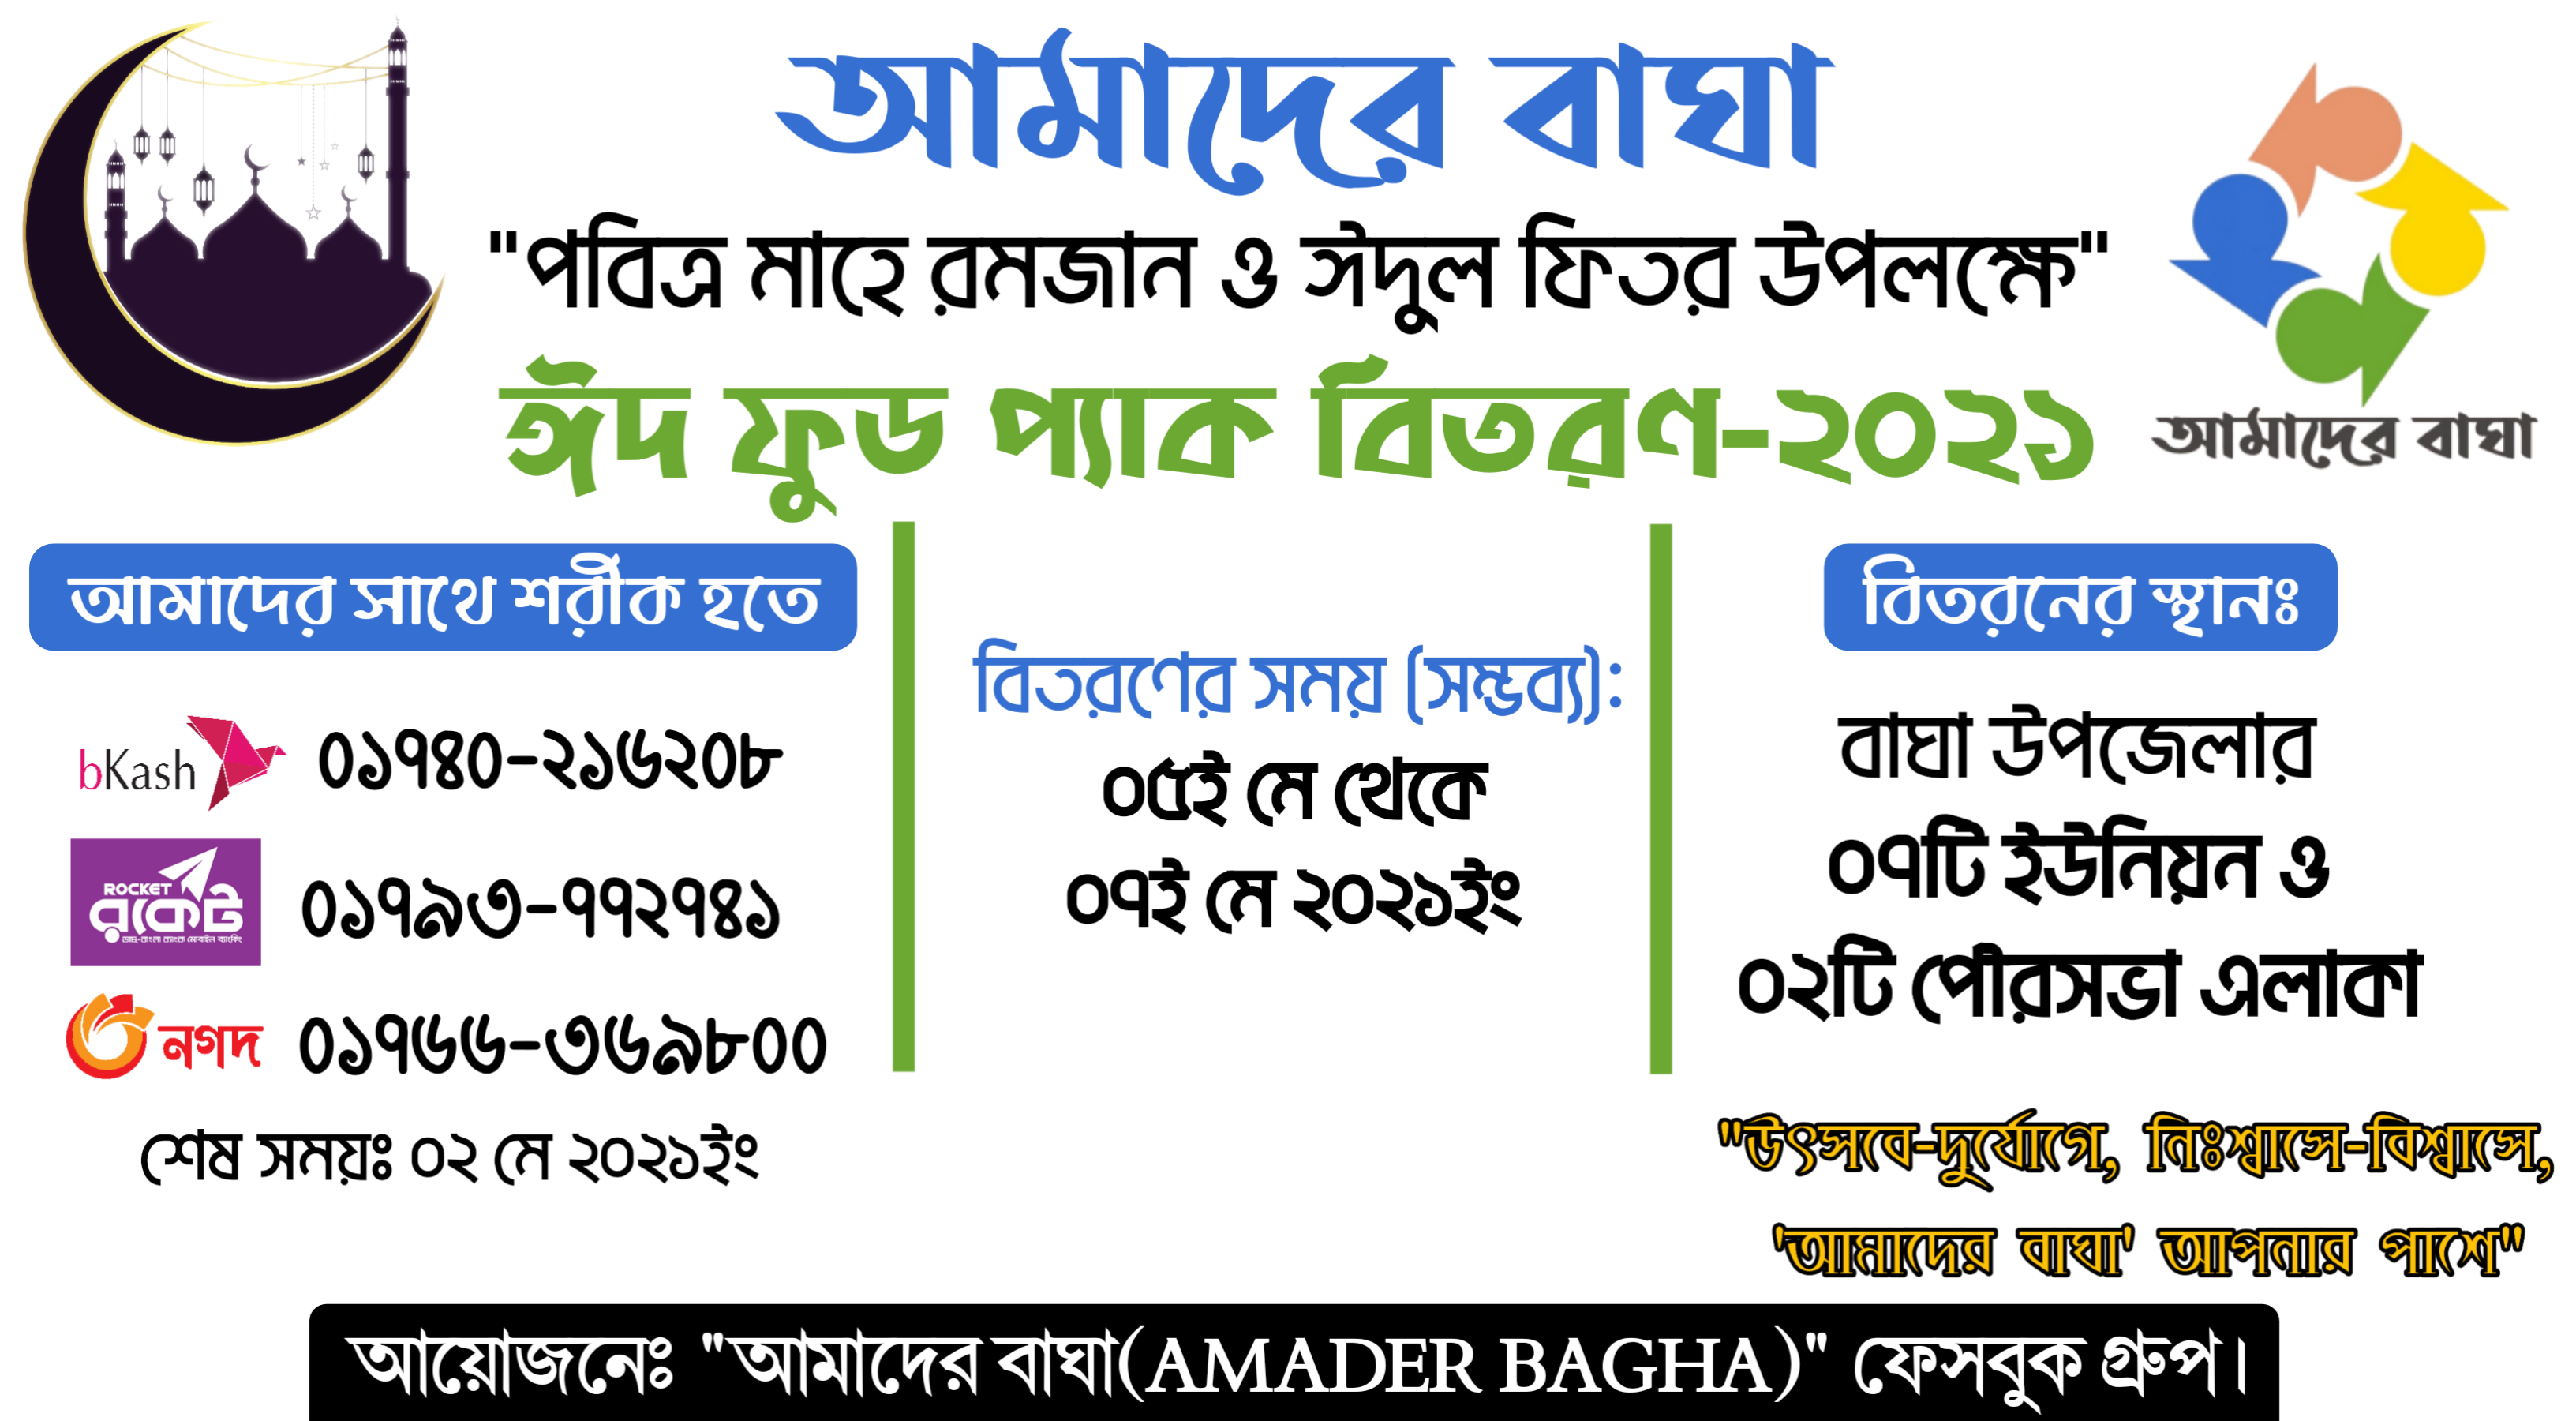 আমাদের বাঘা
"পবিত্র মাহে রমজান ও ঈদুল ফিতর উপলক্ষে"
ঈদ ফুড প্যাক বিতরণ-২০২১
আমাদের বাঘা
আমাদের সাথে শরীক হতে
bKash ০১৭৪০-২১৬২০৮
ROCKET
রকেট
ডাচ্-বাংলা ব্যাংক মোবাইল ব্যাংকিং
০১৭৯৩-৭৭২৭৪১
নগদ ০১৭৬৬-৩৬৯৮০০
শেষ সময়ঃ ০২ মে ২০২১ইং
বিতরণের সময় (সম্ভব্য):
০৫ই মে থেকে
০৭ই মে ২০২১ইং
বিতরনের স্থানঃ
বাঘা উপজেলার
০৭টি ইউনিয়ন ও
০২টি পৌরসভা এলাকা
"উৎসবে-দুর্যোগে, নিঃশ্বাসে-বিশ্বাসে,
'আমাদের বাঘা' আপনার পাশে"
আয়োজনেঃ "আমাদের বাঘা(AMADER BAGHA)" ফেসবুক গ্রুপ।